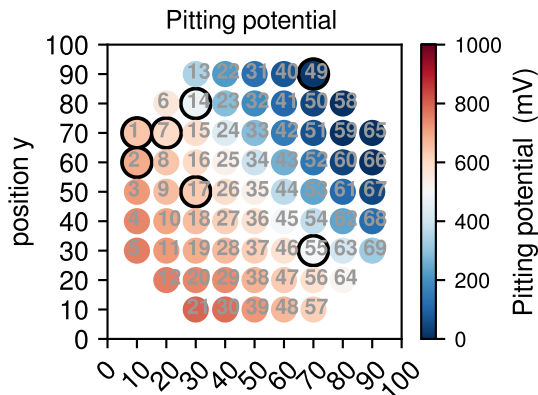 Pitting potential
100
90
80
70
60
50
40
30
20
10
0
position y
13 22 31 40 49
6 14 23 32 41 50 58
1 7 15 24 33 42 51 59 65
2 8 16 25 34 43 52 60 66
3 9 17 26 35 44 53 61 67
4 10 18 27 36 45 54 62 68
5 11 19 28 37 46 55 63 69
12 20 29 38 47 56 64
21 30 39 48 57
0 10 20 30 40 50 60 70 80 90 100
1000
800
600
400
200
0
Pitting potential (mV)